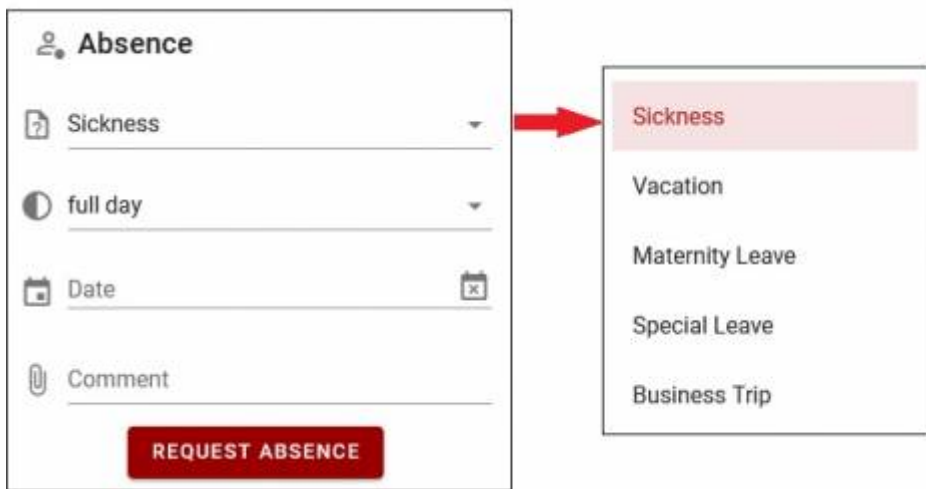 Absence
Sickness
full day
Date
Comment
REQUEST ABSENCE
Sickness
Vacation
Maternity Leave
Special Leave
Business Trip